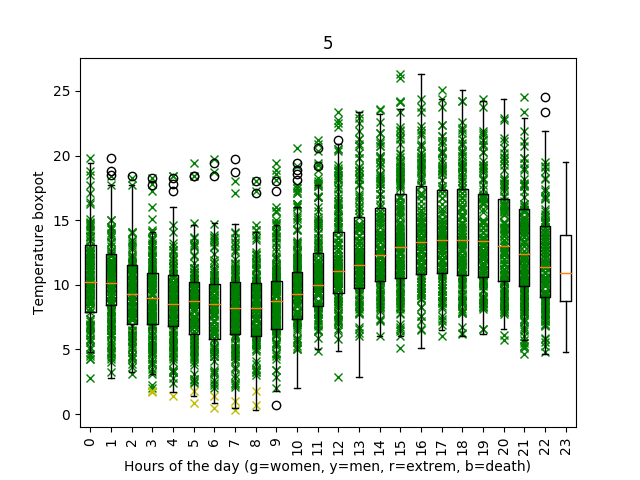 5
Temperature boxpot
25
20
15
10
5
0
0 1 2 3 4 5 6 7 8 9 10 11 12 13 14 15 16 17 18 19 20 21 22 23
Hours of the day (g=women, y=men, r=extrem, b=death)